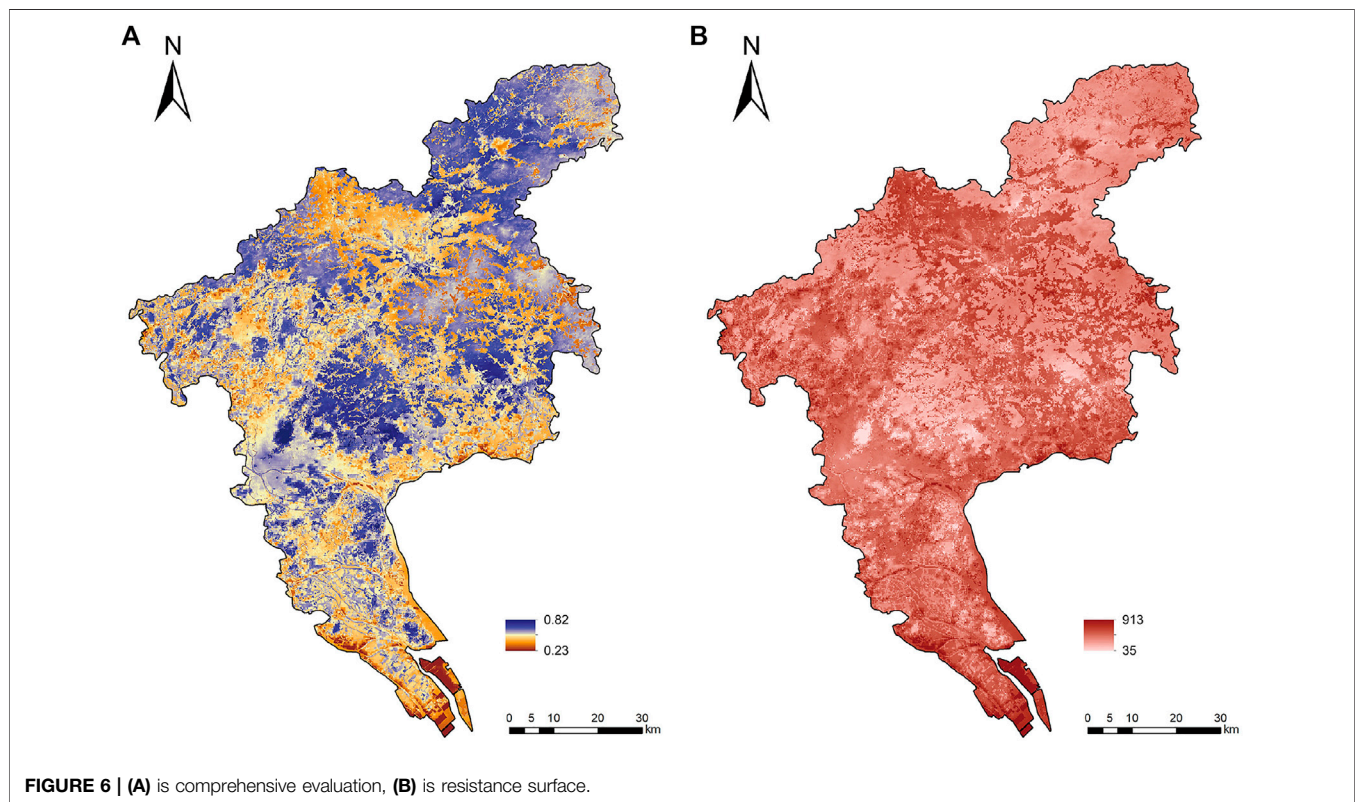 A
N
0.82
0.23
0 5 10 20 30
km
B
N
913
35
0 5 10 20 30
km
FIGURE 6 | (A) is comprehensive evaluation, (B) is resistance surface.